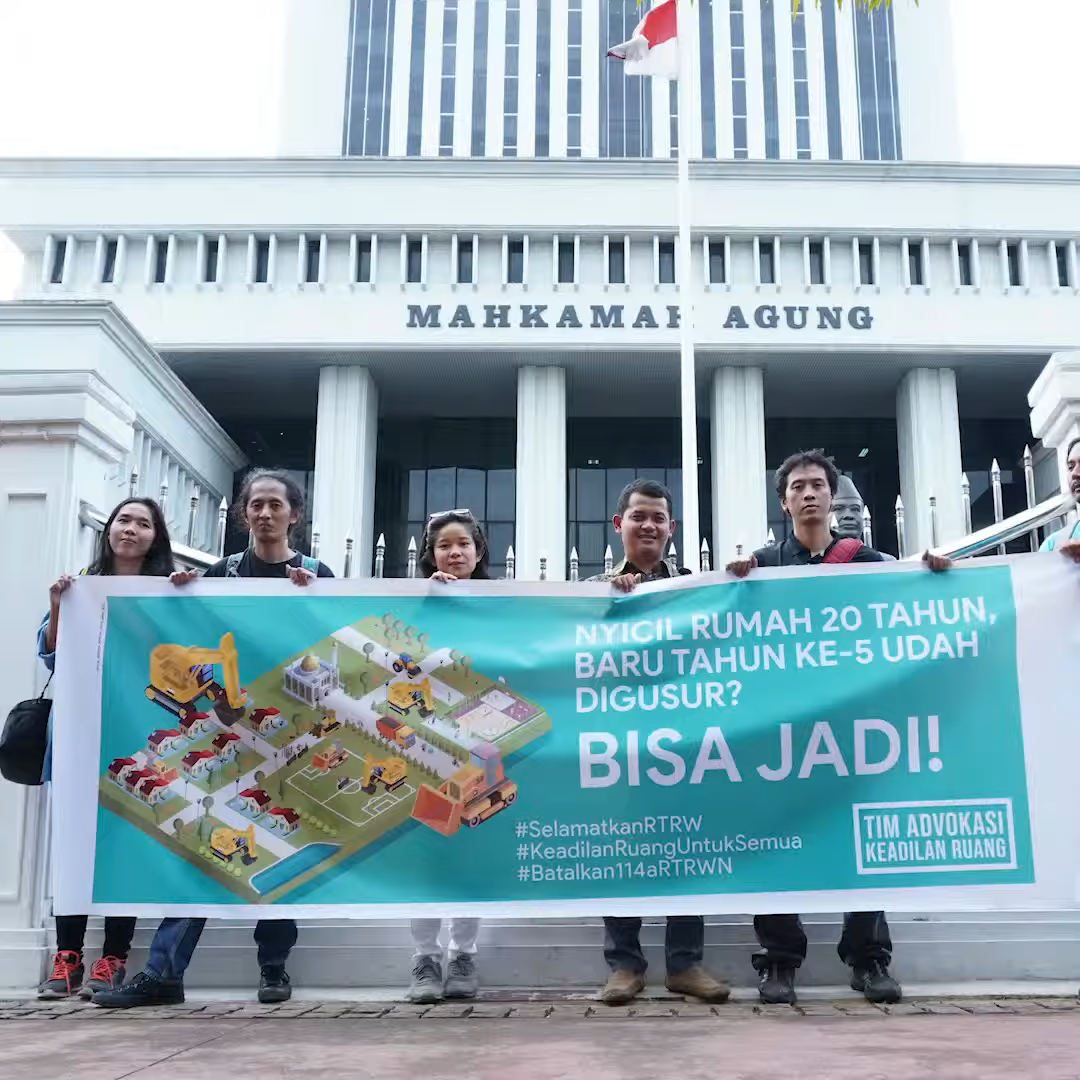 MAHKAMAH AGUNG
NYICIL RUMAH 20 TAHUN,
BARU TAHUN KE-5 UDAH
DIGUSUR?
BISA JADI!
#SelamatkanRTRW
#KeadilanRuangUntukSemua
#Batalkan114aRTRWN
TIM ADVOKASI
KEADILAN RUANG